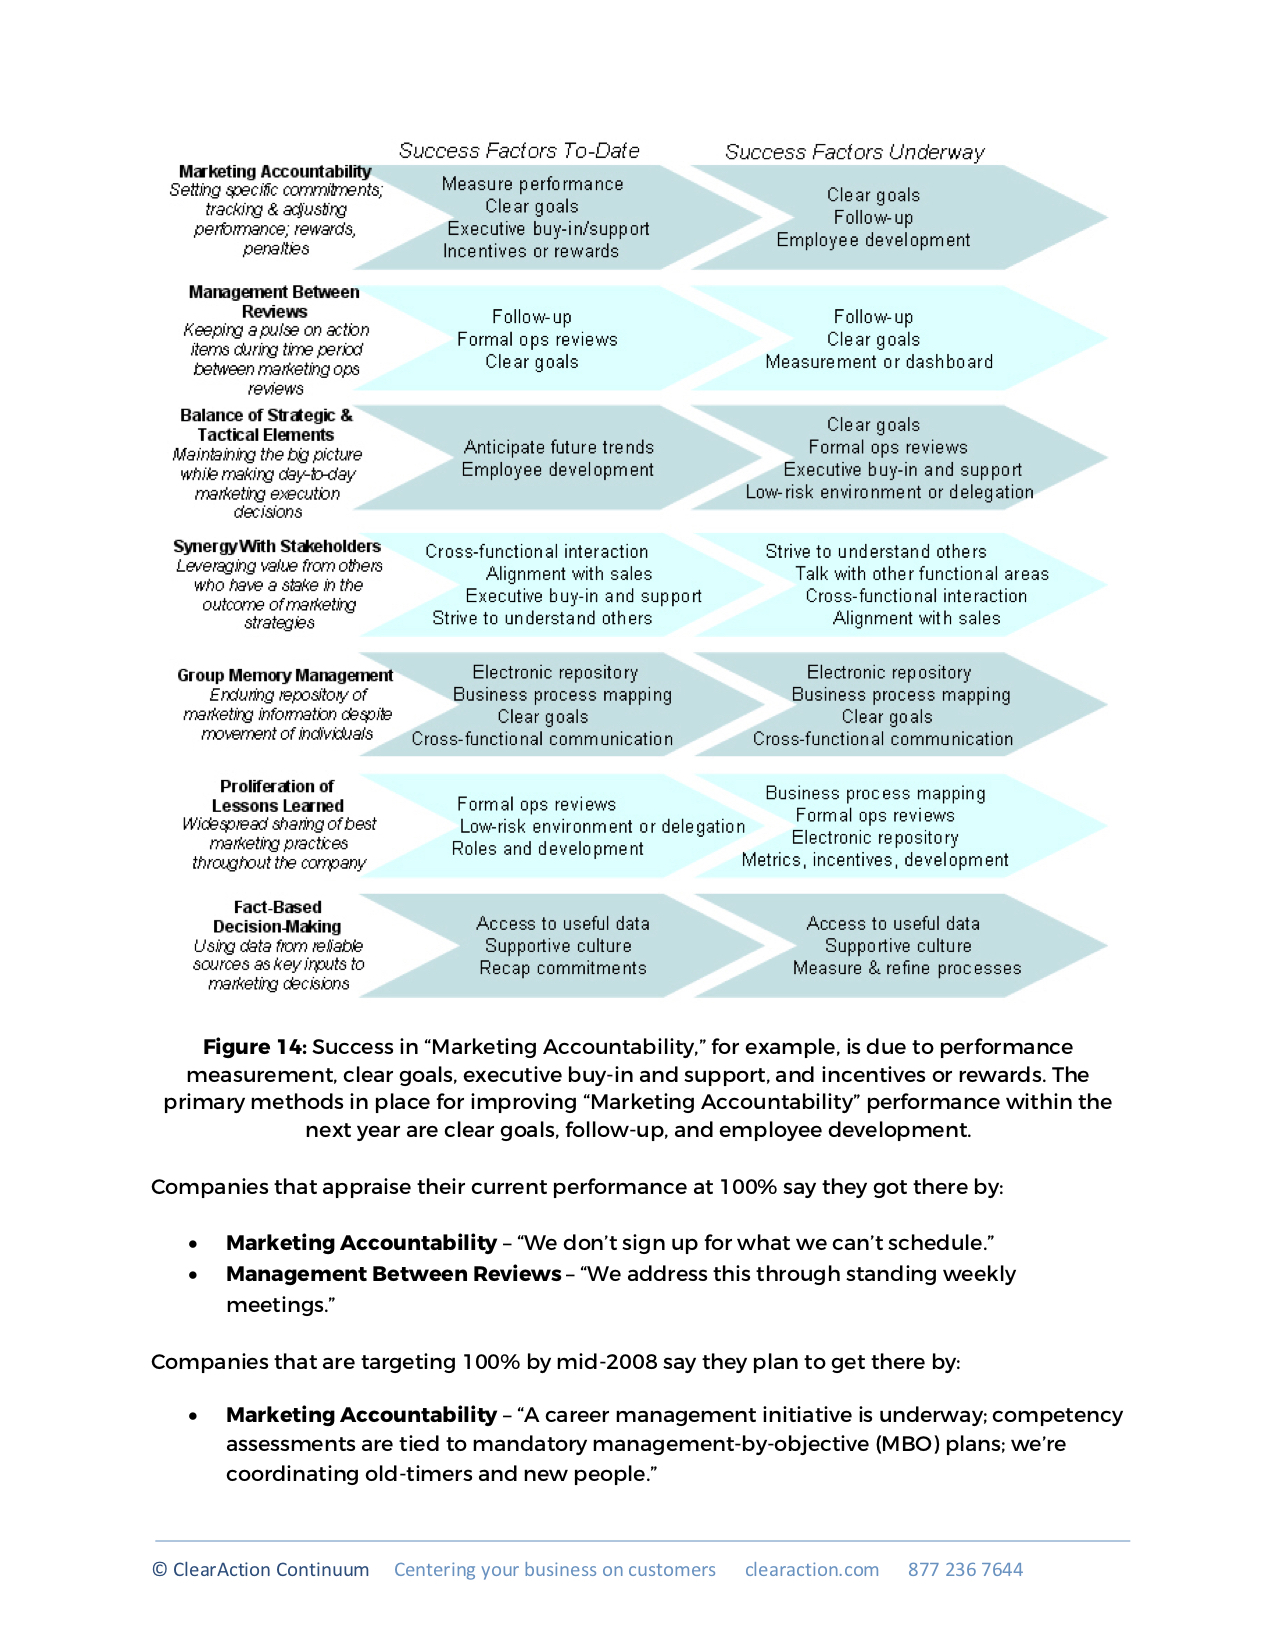 Success Factors To-Date
Success Factors Underway
Marketing Accountability
Setting specific commitments;
tracking & adjusting
performance; rewards,
penalties
Measure performance
Clear goals
Executive buy-in/support
Incentives or rewards
Clear goals
Follow-up
Employee development
Management Between
Reviews
Keeping a pulse on action
items during time period
between marketing ops
reviews
Follow-up
Formal ops reviews
Clear goals
Follow-up
Clear goals
Measurement or dashboard
Balance of Strategic &
Tactical Elements
Maintaining the big picture
while making day-to-day
marketing execution
decisions
Anticipate future trends
Employee development
Clear goals
Formal ops reviews
Executive buy-in and support
Low-risk environment or delegation
Synergy With Stakeholders
Leveraging value from others
who have a stake in the
outcome of marketing
strategies
Cross-functional interaction
Alignment with sales
Executive buy-in and support
Strive to understand others
Strive to understand others
Talk with other functional areas
Cross-functional interaction
Alignment with sales
Group Memory Management
Enduring repository of
marketing information despite
movement of individuals
Electronic repository
Business process mapping
Clear goals
Cross-functional communication
Electronic repository
Business process mapping
Clear goals
Cross-functional communication
Proliferation of
Lessons Learned
Widespread sharing of best
marketing practices
throughout the company
Formal ops reviews
Low-risk environment or delegation
Roles and development
Business process mapping
Formal ops reviews
Electronic repository
Metrics, incentives, development
Fact-Based
Decision-Making
Using data from reliable
sources as key inputs to
marketing decisions
Access to useful data
Supportive culture
Recap commitments
Access to useful data
Supportive culture
Measure & refine processes
Figure 14: Success in “Marketing Accountability,” for example, is due to performance
measurement, clear goals, executive buy-in and support, and incentives or rewards. The
primary methods in place for improving “Marketing Accountability” performance within the
next year are clear goals, follow-up, and employee development.
Companies that appraise their current performance at 100% say they got there by:
• Marketing Accountability – “We don’t sign up for what we can’t schedule.”
• Management Between Reviews – “We address this through standing weekly
meetings.”
Companies that are targeting 100% by mid-2008 say they plan to get there by:
• Marketing Accountability – “A career management initiative is underway; competency
assessments are tied to mandatory management-by-objective (MBO) plans; we’re
coordinating old-timers and new people.”
© ClearAction Continuum Centering your business on customers clearaction.com 877 236 7644